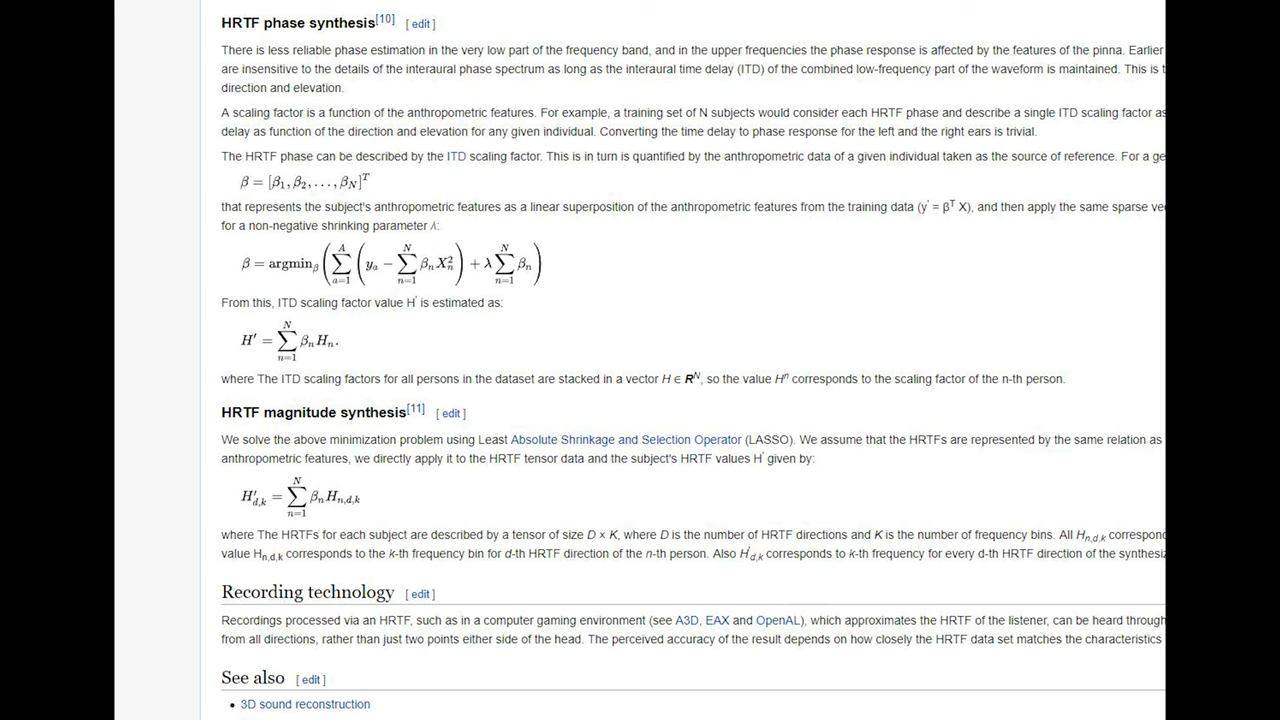 HRTF phase synthesis[10] [ edit ]
There is less reliable phase estimation in the very low part of the frequency band, and in the upper frequencies the phase response is affected by the features of the pinna. Earlier
are insensitive to the details of the interaural phase spectrum as long as the interaural time delay (ITD) of the combined low-frequency part of the waveform is maintained. This is t
direction and elevation.
A scaling factor is a function of the anthropometric features. For example, a training set of N subjects would consider each HRTF phase and describe a single ITD scaling factor as
delay as function of the direction and elevation for any given individual. Converting the time delay to phase response for the left and the right ears is trivial.
The HRTF phase can be described by the ITD scaling factor. This is in turn is quantified by the anthropometric data of a given individual taken as the source of reference. For a ge
β = [β₁, β₂, . . . , β_N]^T
that represents the subject's anthropometric features as a linear superposition of the anthropometric features from the training data (y' = β^T X), and then apply the same sparse ve
for a non-negative shrinking parameter λ:
β = argmin_β ( ∑_{a=1}^{A} ( y_a − ∑_{n=1}^{N} β_n X_n^2 ) + λ ∑_{n=1}^{N} β_n )
From this, ITD scaling factor value H' is estimated as:
H′ = ∑_{n=1}^{N} β_n H_n.
where The ITD scaling factors for all persons in the dataset are stacked in a vector H ∈ R^N, so the value H^n corresponds to the scaling factor of the n-th person.
HRTF magnitude synthesis[11] [ edit ]
We solve the above minimization problem using Least Absolute Shrinkage and Selection Operator (LASSO). We assume that the HRTFs are represented by the same relation as
anthropometric features, we directly apply it to the HRTF tensor data and the subject's HRTF values H' given by:
H′_{d,k} = ∑_{n=1}^{N} β_n H_{n,d,k}
where The HRTFs for each subject are described by a tensor of size D × K, where D is the number of HRTF directions and K is the number of frequency bins. All H_{n,d,k} correspond
value H_{n,d,k} corresponds to the k-th frequency bin for d-th HRTF direction of the n-th person. Also H'_{d,k} corresponds to k-th frequency for every d-th HRTF direction of the synthesiz
Recording technology [ edit ]
Recordings processed via an HRTF, such as in a computer gaming environment (see A3D, EAX and OpenAL), which approximates the HRTF of the listener, can be heard through
from all directions, rather than just two points either side of the head. The perceived accuracy of the result depends on how closely the HRTF data set matches the characteristics
See also [ edit ]
• 3D sound reconstruction